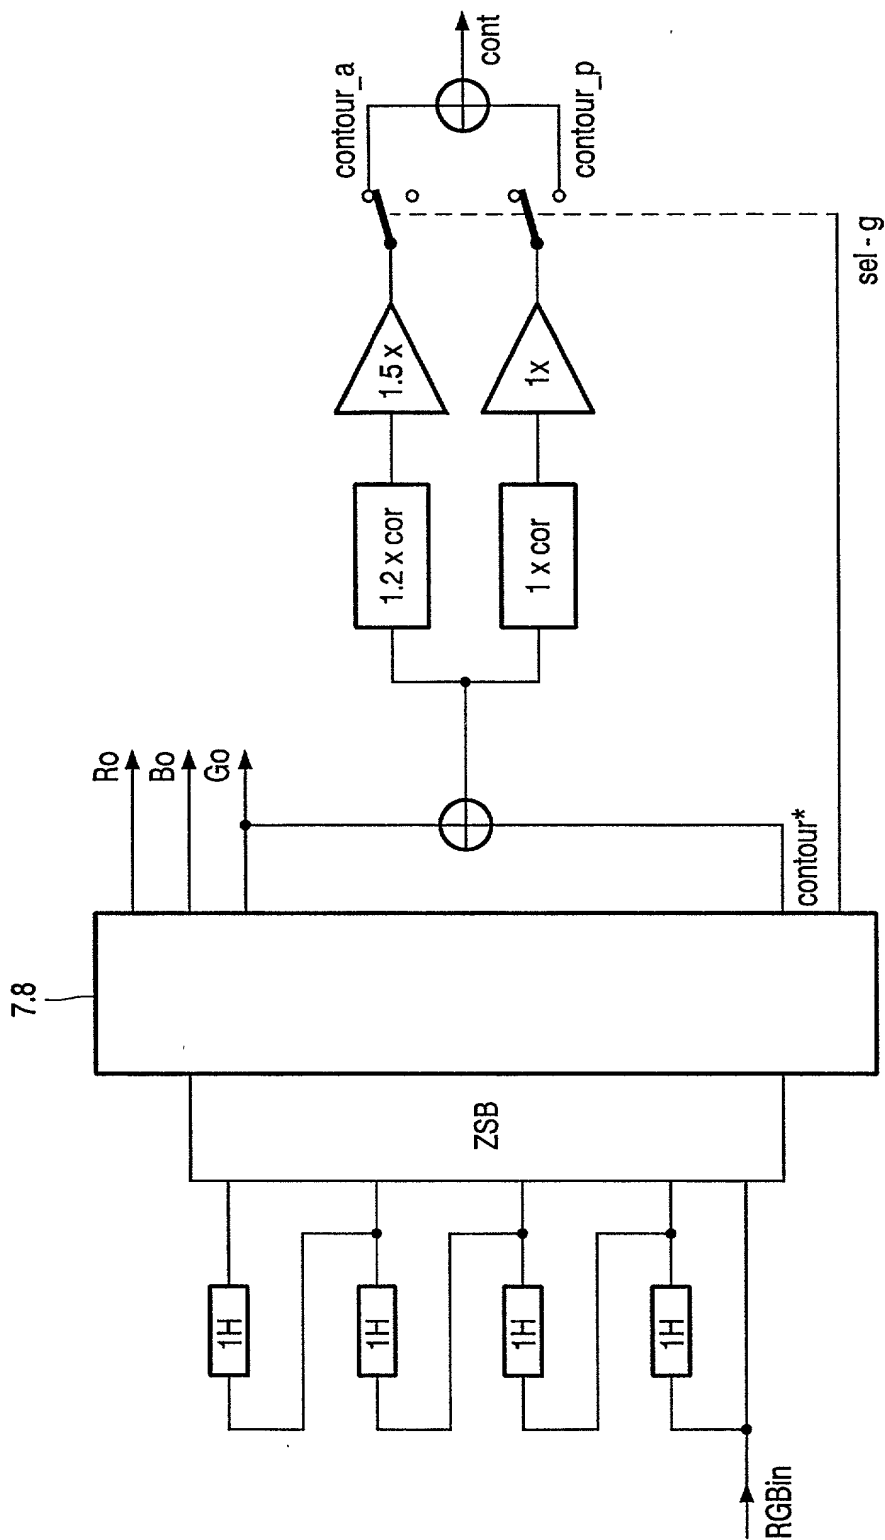 RGBin
1H
1H
1H
1H
ZSB
7.8
Ro
Bo
Go
contour*
sel - g
1.2 x cor
1 x cor
1.5 x
1x
contour_a
contour_p
cont